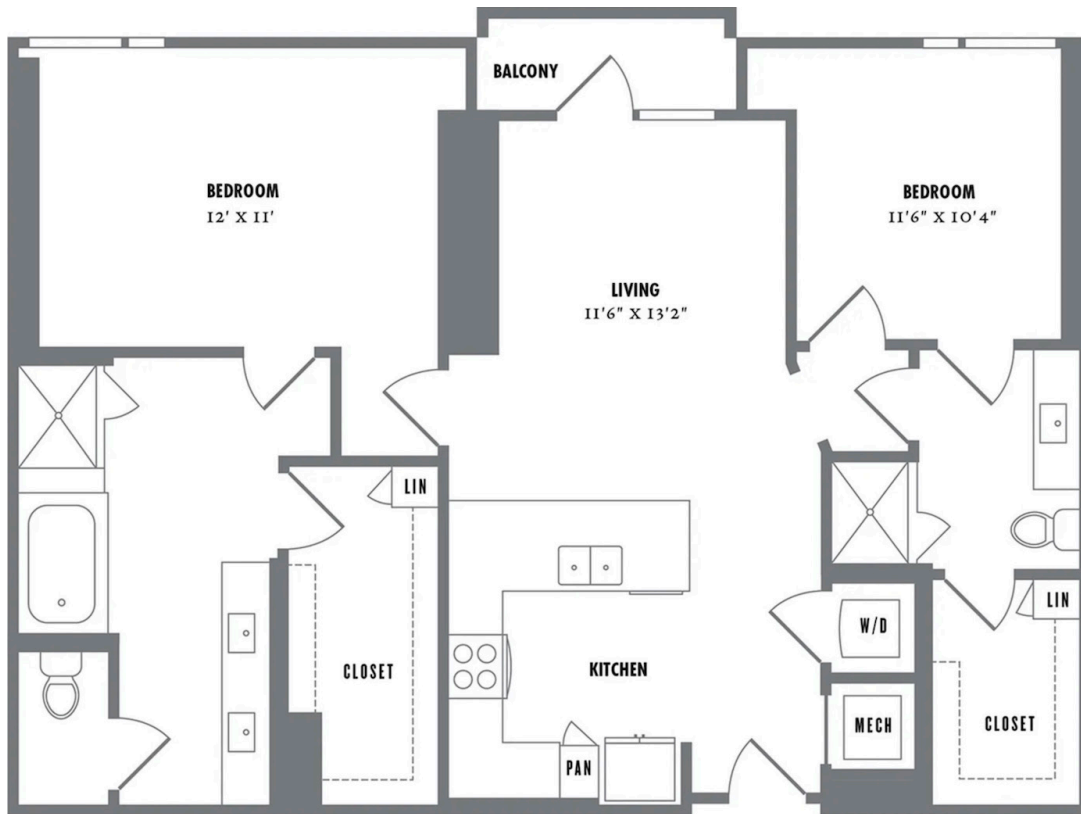 BALCONY
BEDROOM
12' X 11'
BEDROOM
11'6" X 10'4"
LIVING
11'6" X 13'2"
LIN
LIN
W/D
CLOSET
KITCHEN
MECH
CLOSET
PAN